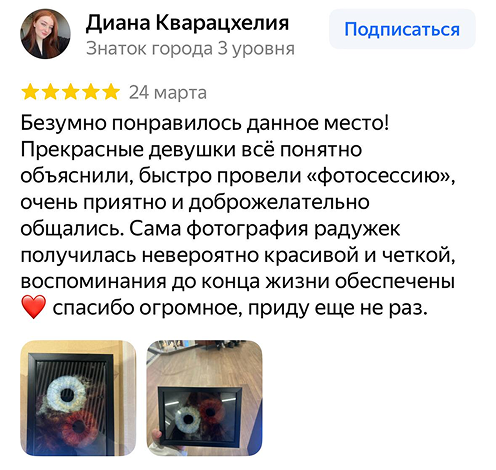 Диана Кварацхелия
Знаток города 3 уровня
Подписаться
24 марта
Безумно понравилось данное место!
Прекрасные девушки всё понятно
объяснили, быстро провели «фотосессию»,
очень приятно и доброжелательно
общались. Сама фотография радужек
получилась невероятно красивой и четкой,
воспоминания до конца жизни обеспечены
❤️ спасибо огромное, приду еще не раз.